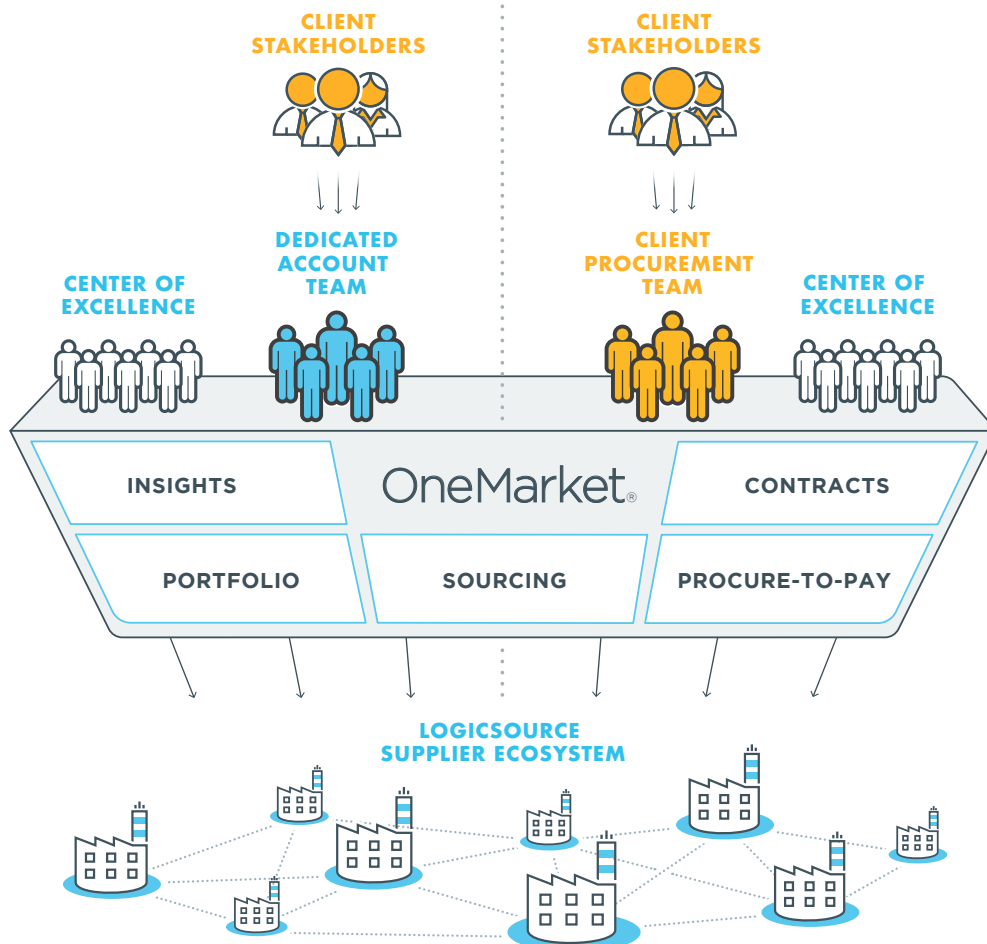 CLIENT
STAKEHOLDERS
CLIENT
STAKEHOLDERS
DEDICATED
ACCOUNT
TEAM
CLIENT
PROCUREMENT
TEAM
CENTER OF
EXCELLENCE
CENTER OF
EXCELLENCE
INSIGHTS
OneMarket®
CONTRACTS
PORTFOLIO
SOURCING
PROCURE-TO-PAY
LOGICSOURCE
SUPPLIER ECOSYSTEM